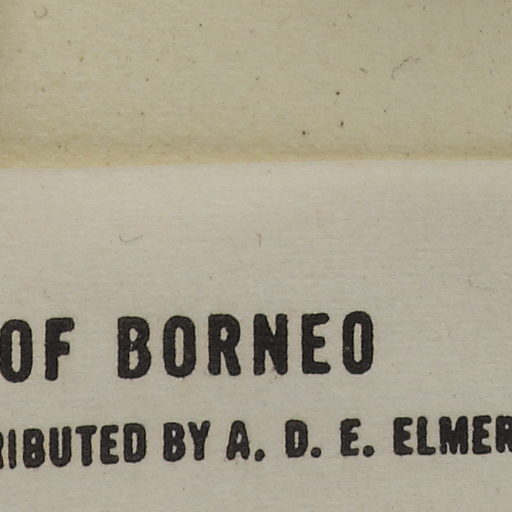 OF BORNEO
RIBUTED BY A. D. E. ELMER